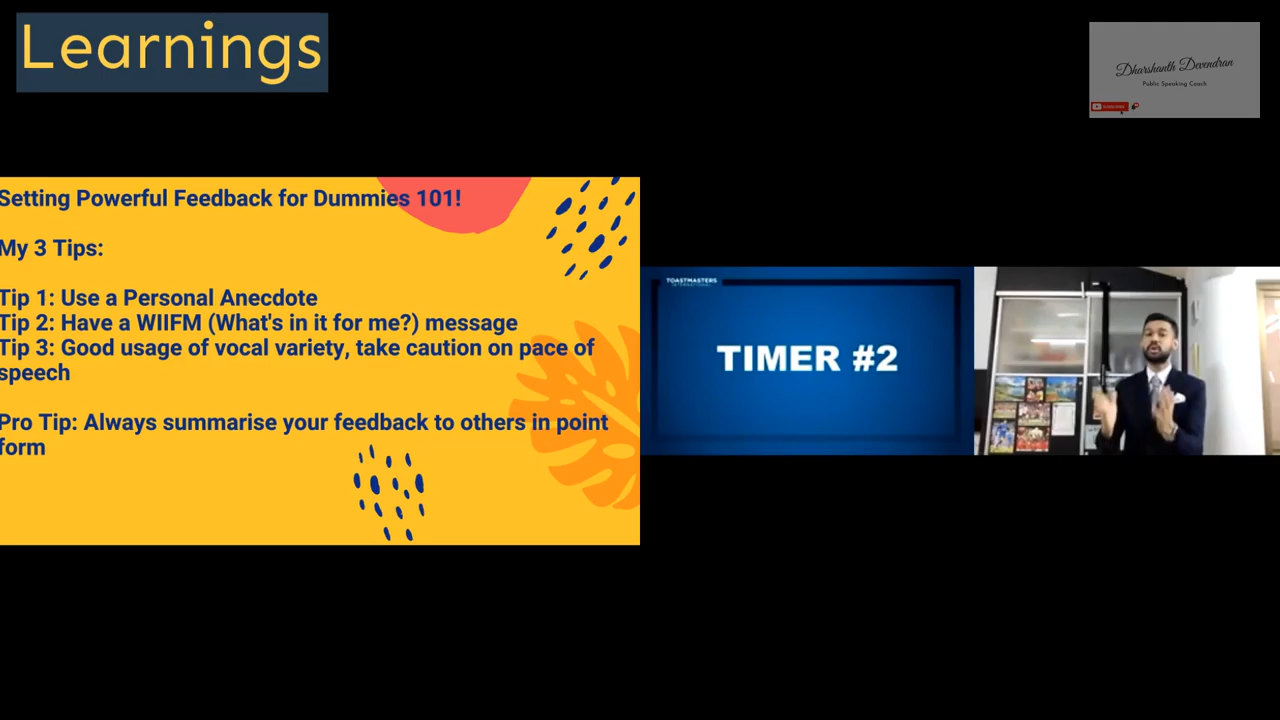 Learnings
Dharshanth Devendran
Public Speaking Coach
SUBSCRIBE
Setting Powerful Feedback for Dummies 101!
My 3 Tips:
Tip 1: Use a Personal Anecdote
Tip 2: Have a WIIFM (What's in it for me?) message
Tip 3: Good usage of vocal variety, take caution on pace of
speech
Pro Tip: Always summarise your feedback to others in point
form
TOASTMASTERS
INTERNATIONAL
TIMER #2